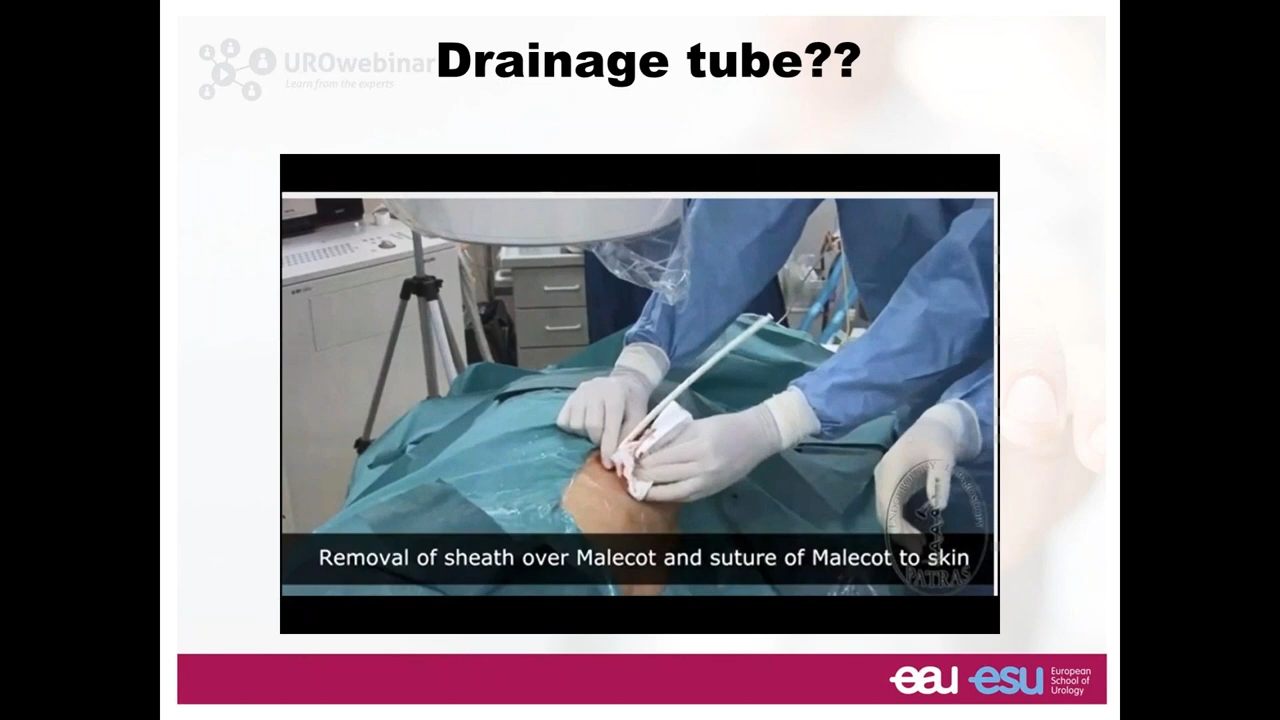 UROwebinar
Learn from the experts
Drainage tube??
Removal of sheath over Malecot and suture of Malecot to skin
PATRAS
eau esu
European
School of
Urology